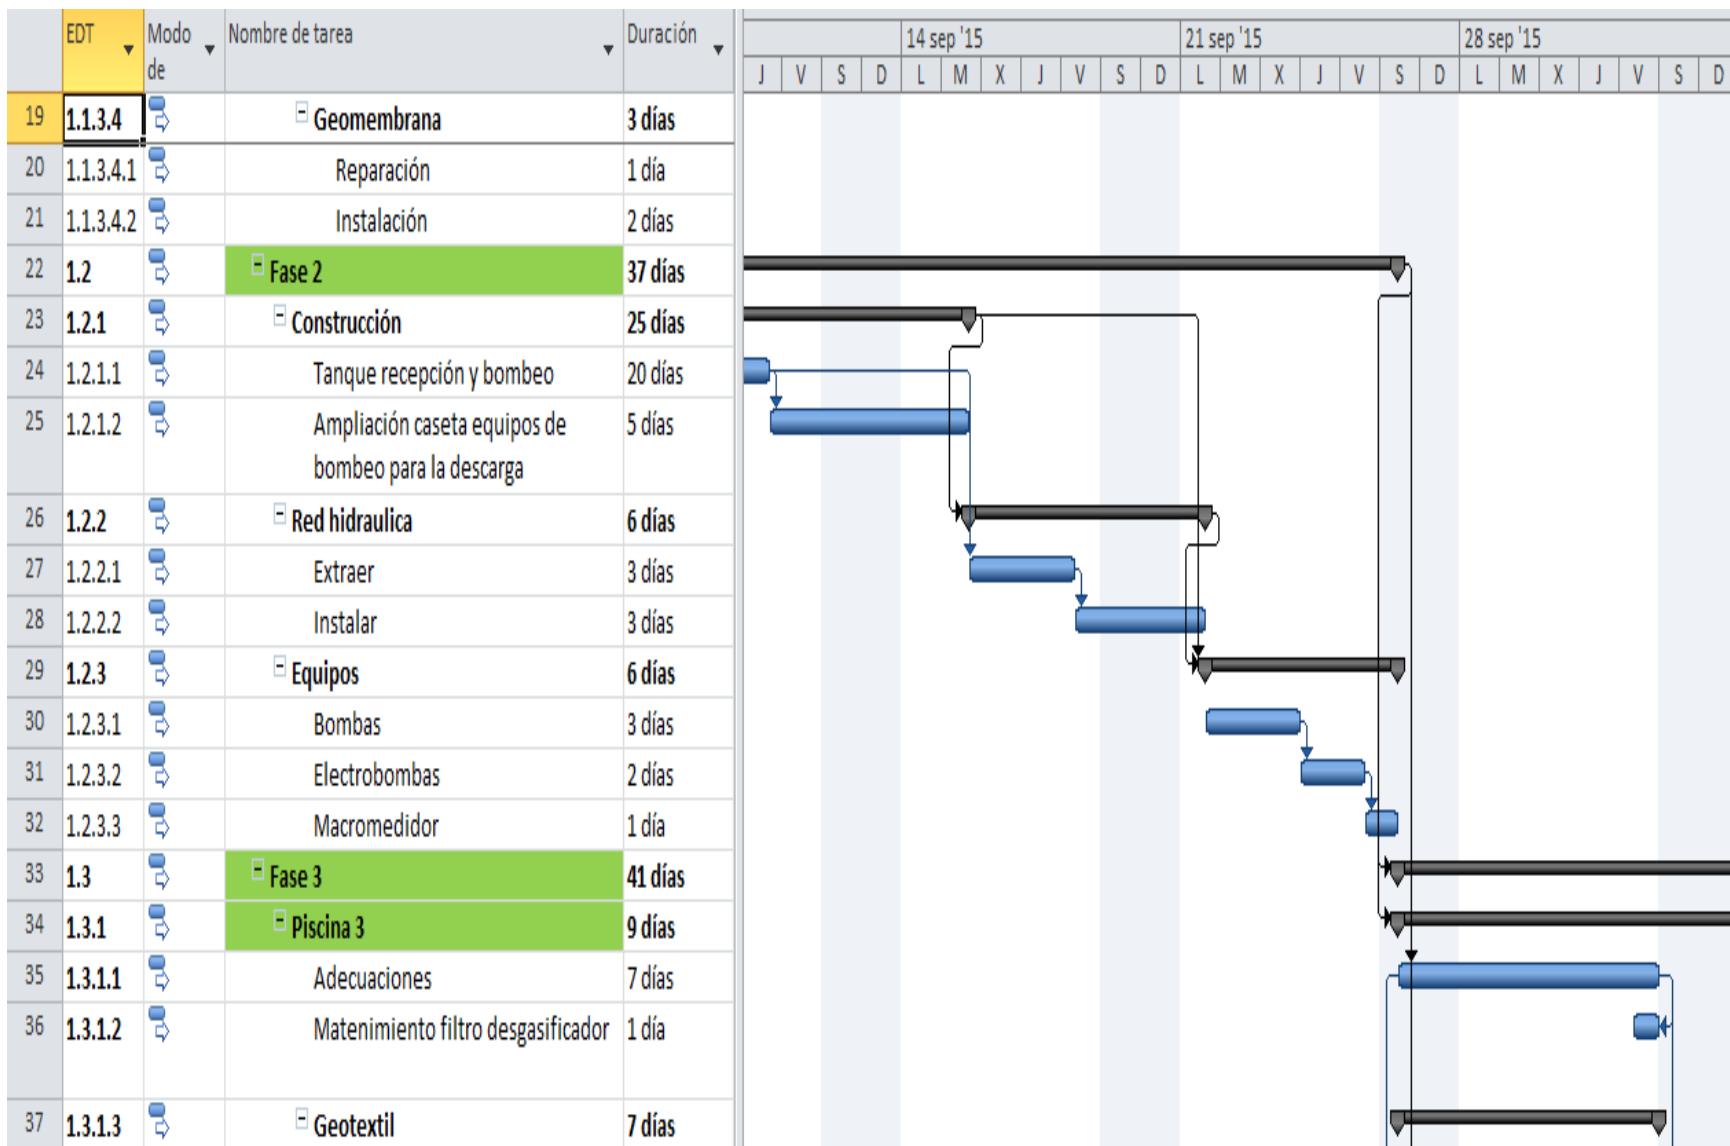 EDT Modo de Nombre de tarea Duración
14 sep '15 21 sep '15 28 sep '15
J V S D L M X J V S D L M X J V S D L M X J V S D
19 1.1.3.4 Geomembrana 3 días
20 1.1.3.4.1 Reparación 1 día
21 1.1.3.4.2 Instalación 2 días
22 1.2 Fase 2 37 días
23 1.2.1 Construcción 25 días
24 1.2.1.1 Tanque recepción y bombeo 20 días
25 1.2.1.2 Ampliación caseta equipos de 5 días
bombeo para la descarga
26 1.2.2 Red hidraulica 6 días
27 1.2.2.1 Extraer 3 días
28 1.2.2.2 Instalar 3 días
29 1.2.3 Equipos 6 días
30 1.2.3.1 Bombas 3 días
31 1.2.3.2 Electrobombas 2 días
32 1.2.3.3 Macromedidor 1 día
33 1.3 Fase 3 41 días
34 1.3.1 Piscina 3 9 días
35 1.3.1.1 Adecuaciones 7 días
36 1.3.1.2 Matenimiento filtro desgasificador 1 día
37 1.3.1.3 Geotextil 7 días